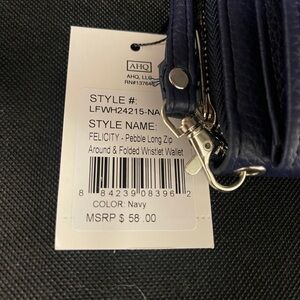 AHQ
AHQ, LLC
STYLE #:
LFWH24215-NA
STYLE NAME:
FELICITY - Pebble Long Zip
Around & Folded Wristlet Wallet
8 84239 08396 2
COLOR: Navy
MSRP $ 58 .00